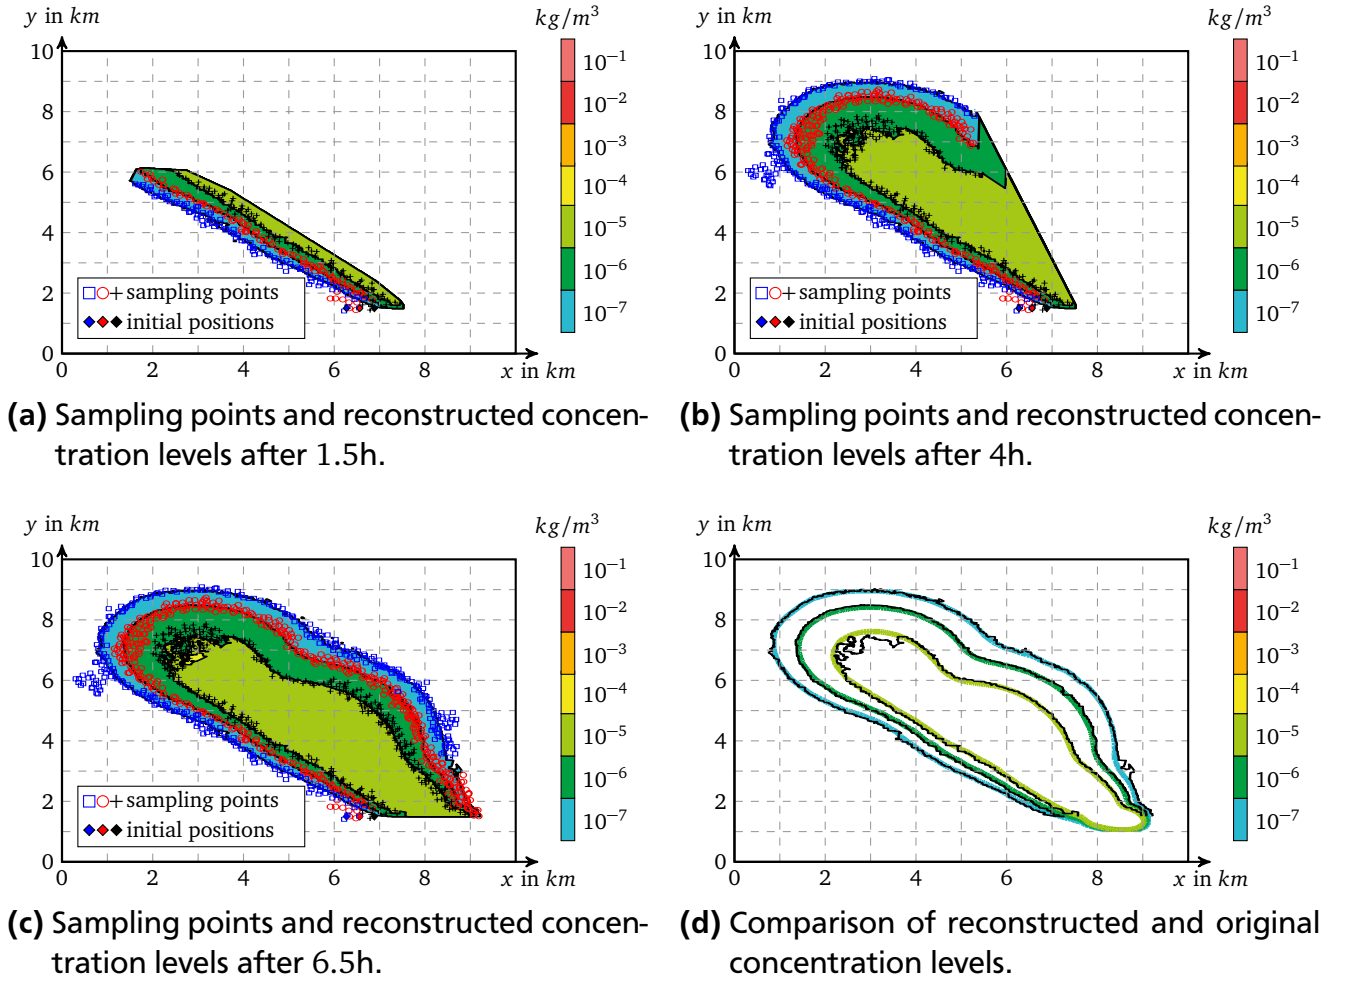 y in km
kg/m³
10
8
6
4
2
0
0 2 4 6 8 x in km
10⁻¹
10⁻²
10⁻³
10⁻⁴
10⁻⁵
10⁻⁶
10⁻⁷
sampling points
initial positions
(a) Sampling points and reconstructed concen-
tration levels after 1.5h.
y in km
kg/m³
10
8
6
4
2
0
0 2 4 6 8 x in km
10⁻¹
10⁻²
10⁻³
10⁻⁴
10⁻⁵
10⁻⁶
10⁻⁷
sampling points
initial positions
(b) Sampling points and reconstructed concen-
tration levels after 4h.
y in km
kg/m³
10
8
6
4
2
0
0 2 4 6 8 x in km
10⁻¹
10⁻²
10⁻³
10⁻⁴
10⁻⁵
10⁻⁶
10⁻⁷
sampling points
initial positions
(c) Sampling points and reconstructed concen-
tration levels after 6.5h.
y in km
kg/m³
10
8
6
4
2
0
0 2 4 6 8 x in km
10⁻¹
10⁻²
10⁻³
10⁻⁴
10⁻⁵
10⁻⁶
10⁻⁷
(d) Comparison of reconstructed and original
concentration levels.